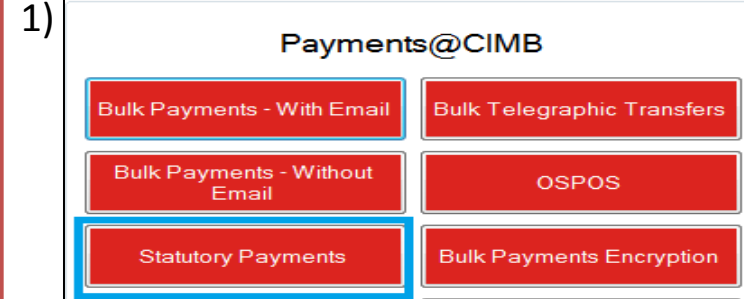 1)
Payments@CIMB
Bulk Payments - With Email
Bulk Telegraphic Transfers
Bulk Payments - Without
Email
OSPOS
Statutory Payments
Bulk Payments Encryption